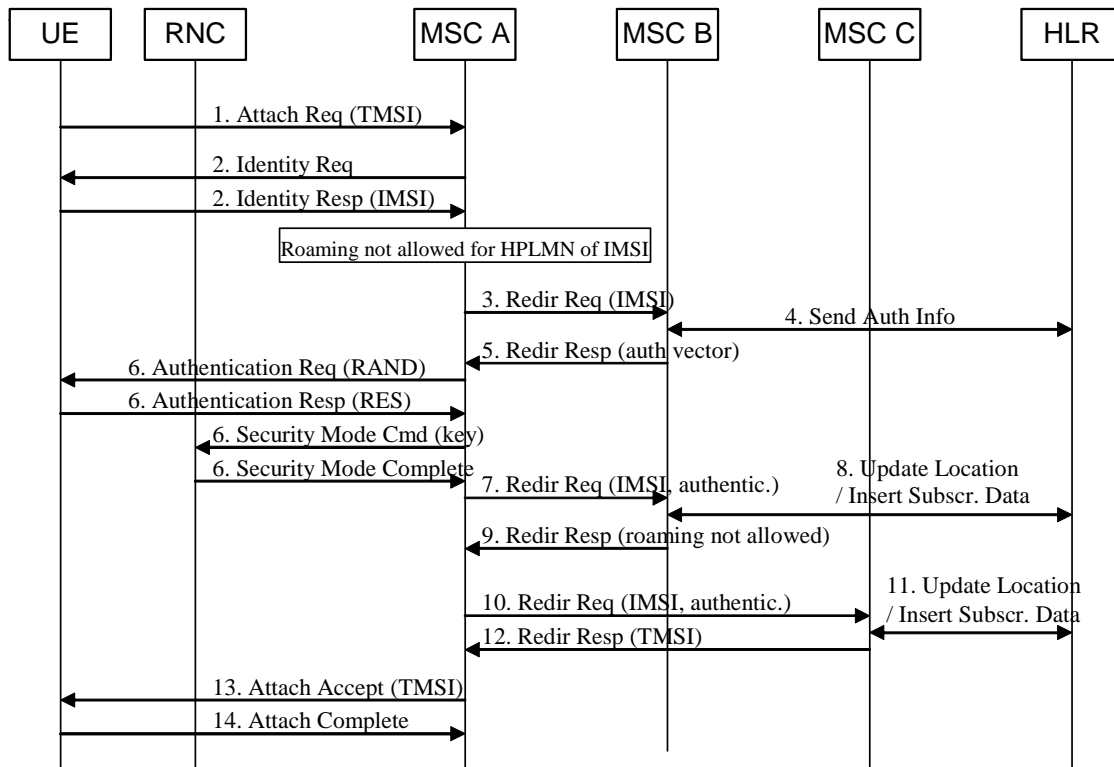 UE RNC MSC A MSC B MSC C HLR
1. Attach Req (TMSI)
2. Identity Req
2. Identity Resp (IMSI)
Roaming not allowed for HPLMN of IMSI
3. Redir Req (IMSI)
4. Send Auth Info
5. Redir Resp (auth vector)
6. Authentication Req (RAND)
6. Authentication Resp (RES)
6. Security Mode Cmd (key)
6. Security Mode Complete
7. Redir Req (IMSI, authentic.)
8. Update Location
/ Insert Subscr. Data
9. Redir Resp (roaming not allowed)
10. Redir Req (IMSI, authentic.)
11. Update Location
/ Insert Subscr. Data
12. Redir Resp (TMSI)
13. Attach Accept (TMSI)
14. Attach Complete